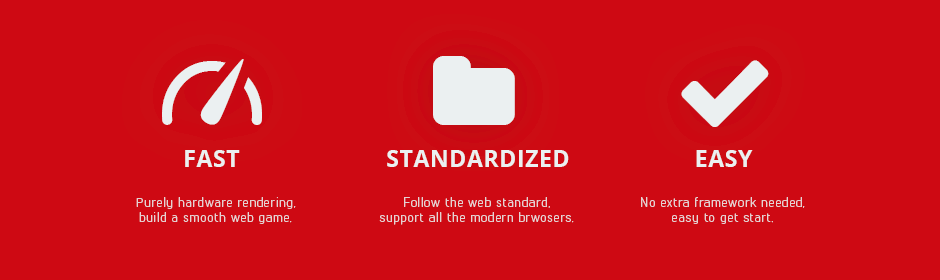 FAST
Purely hardware rendering,
build a smooth web game.
STANDARDIZED
Follow the web standard,
support all the modern brwosers.
EASY
No extra framework needed,
easy to get start.